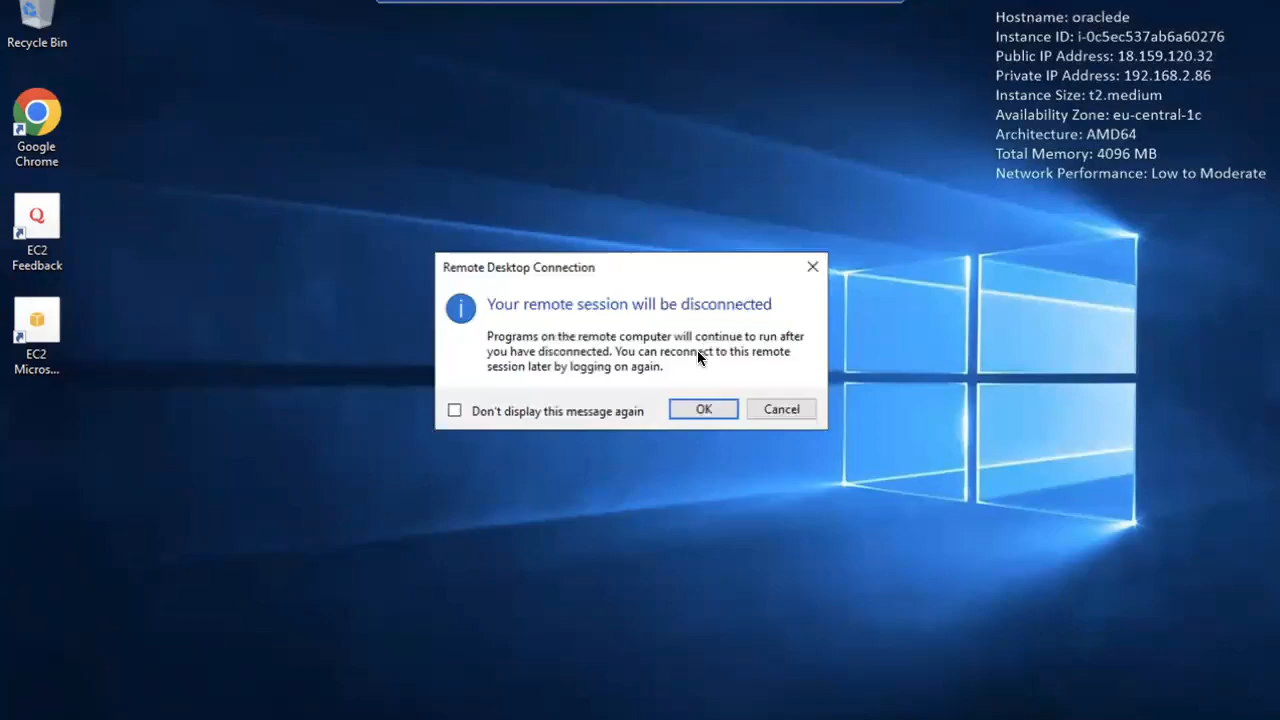 Recycle Bin
Google
Chrome
EC2
Feedback
EC2
Micros...
Hostname: oraclede
Instance ID: i-0c5ec537ab6a60276
Public IP Address: 18.159.120.32
Private IP Address: 192.168.2.86
Instance Size: t2.medium
Availability Zone: eu-central-1c
Architecture: AMD64
Total Memory: 4096 MB
Network Performance: Low to Moderate
Remote Desktop Connection
Your remote session will be disconnected
Programs on the remote computer will continue to run after
you have disconnected. You can reconnect to this remote
session later by logging on again.
Don't display this message again
OK
Cancel